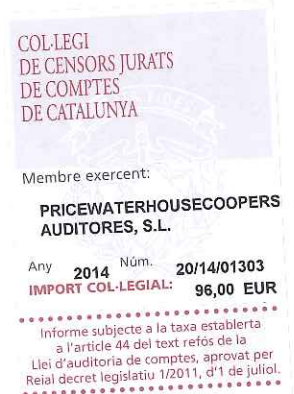 COL·LEGI
DE CENSORS JURATS
DE COMPTES
DE CATALUNYA
Membre exercent:
PRICEWATERHOUSECOOPERS
AUDITORES, S.L.
Any 2014 Núm. 20/14/01303
IMPORT COL·LEGIAL: 96,00 EUR
Informe subjecte a la taxa establerta
a l'article 44 del text refós de la
Llei d'auditoria de comptes, aprovat per
Reial decret legislatiu 1/2011, d'1 de juliol.